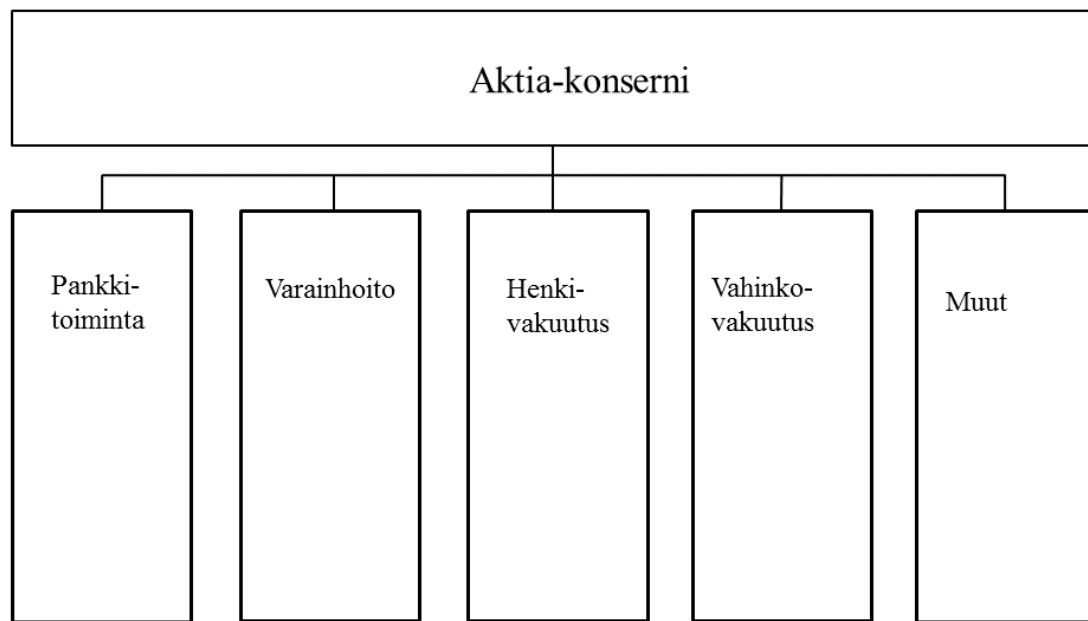 Aktia-konserni
Pankki-
toiminta
Varainhoito
Henki-
vakuutus
Vahinko-
vakuutus
Muut